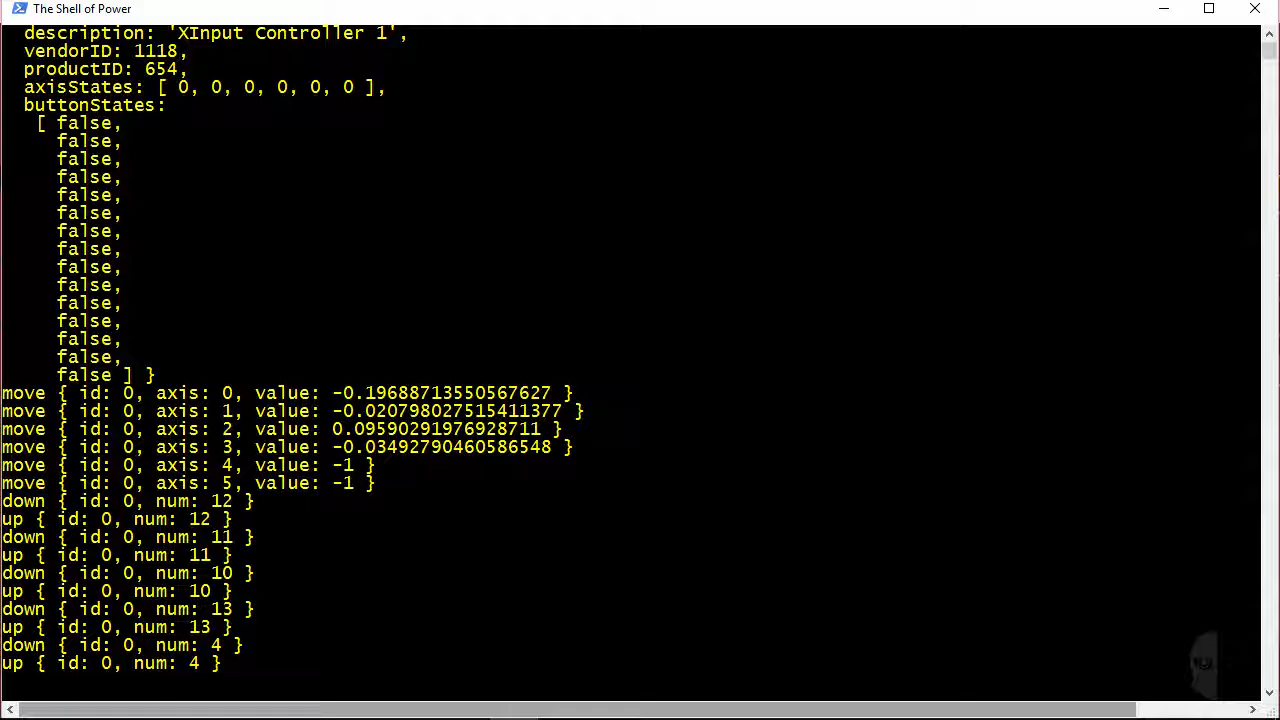 The Shell of Power
description: 'XInput Controller 1',
vendorID: 1118,
productID: 654,
axisStates: [ 0, 0, 0, 0, 0, 0 ],
buttonStates:
[ false,
false,
false,
false,
false,
false,
false,
false,
false,
false,
false,
false,
false,
false,
false ] }
move { id: 0, axis: 0, value: -0.19688713550567627 }
move { id: 0, axis: 1, value: -0.020798027515411377 }
move { id: 0, axis: 2, value: 0.09590291976928711 }
move { id: 0, axis: 3, value: -0.03492790460586548 }
move { id: 0, axis: 4, value: -1 }
move { id: 0, axis: 5, value: -1 }
down { id: 0, num: 12 }
up { id: 0, num: 12 }
down { id: 0, num: 11 }
up { id: 0, num: 11 }
down { id: 0, num: 10 }
up { id: 0, num: 10 }
down { id: 0, num: 13 }
up { id: 0, num: 13 }
down { id: 0, num: 4 }
up { id: 0, num: 4 }